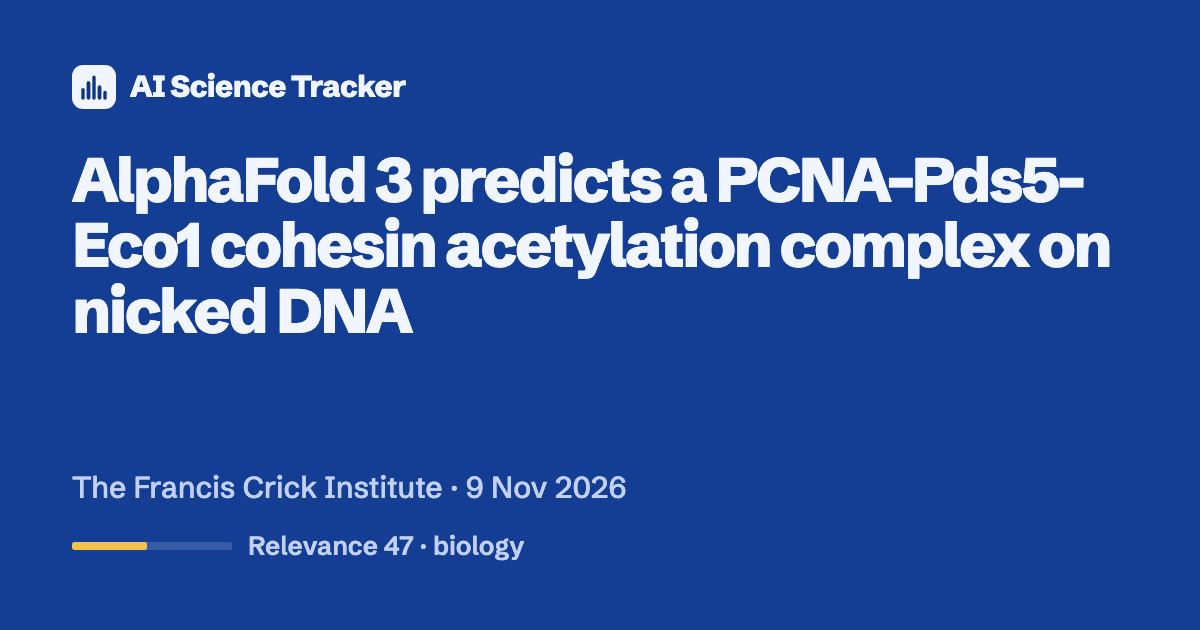 AI Science Tracker
AlphaFold 3 predicts a PCNA-Pds5-
Eco1 cohesin acetylation complex on
nicked DNA
The Francis Crick Institute · 9 Nov 2026
Relevance 47 · biology